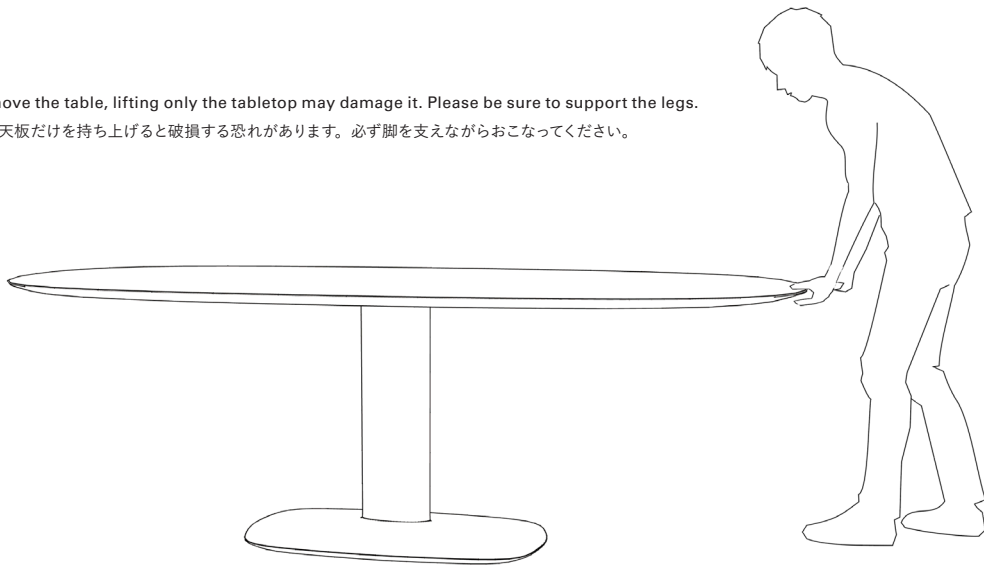 ove the table, lifting only the tabletop may damage it. Please be sure to support the legs.
天板だけを持ち上げると破損する恐れがあります。必ず脚を支えながらおこなってください。